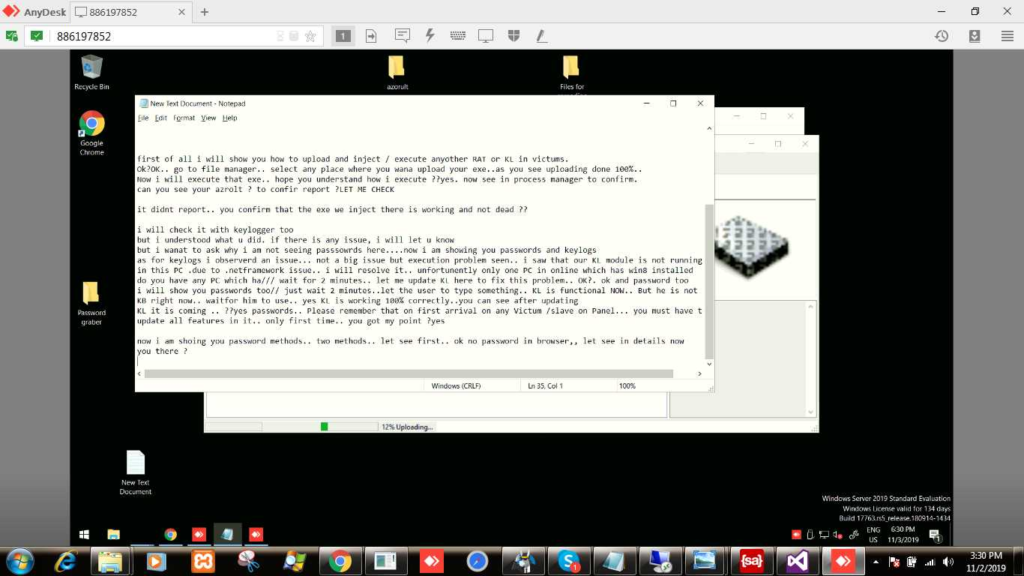 AnyDesk
886197852
886197852
1
Recycle Bin
azorult
Files for
Google
Chrome
New Text Document - Notepad
File Edit Format View Help
first of all i will show you how to upload and inject / execute anyother RAT or KL in victums.
Ok?OK.. go to file manager.. select any place where you wana upload your exe..as you see uploading done 100%..
Now i will execute that exe.. hope you understand how i execute ??yes. now see in process manager to confirm.
can you see your azrolt ? to confir report ?LET ME CHECK
it didnt report.. you confirm that the exe we inject there is working and not dead ??
i will check it with keylogger too
but i understood what u did. if there is any issue, i will let u know
but i wanat to ask why i am not seeing passswords here....now i am showing you passwords and keylogs
as for keylogs i observerd an issue... not a big issue but execution problem seen.. i saw that our KL module is not running
in this PC .due to .netframework issue.. i will resolve it.. unfortunently only one PC in online which has win8 installed
do you have any PC which ha/// wait for 2 minutes.. let me update KL here to fix this problem.. OK?. ok and password too
i will show you passwords too// just wait 2 minutes..let the user to type something.. KL is functional NOW.. But he is not
KB right now.. waitfor him to use.. yes KL is working 100% correctly..you can see after updating
KL it is coming .. ??yes passwords.. Please remember that on first arrival on any Victum /slave on Panel... you must have t
update all features in it.. only first time.. you got my point ?yes
now i am shoing you password methods.. two methods.. let see first.. ok no password in browser,, let see in details now
you there ?
Windows (CRLF)
Ln 35, Col 1
100%
Password
graber
12% Uploading...
New Text
Document
Windows Server 2019 Standard Evaluation
Windows License valid for 134 days
Build 17763.rs5_release.180914-1434
ENG
US
6:30 PM
11/3/2019
S
1
[sa]
3:30 PM
11/2/2019